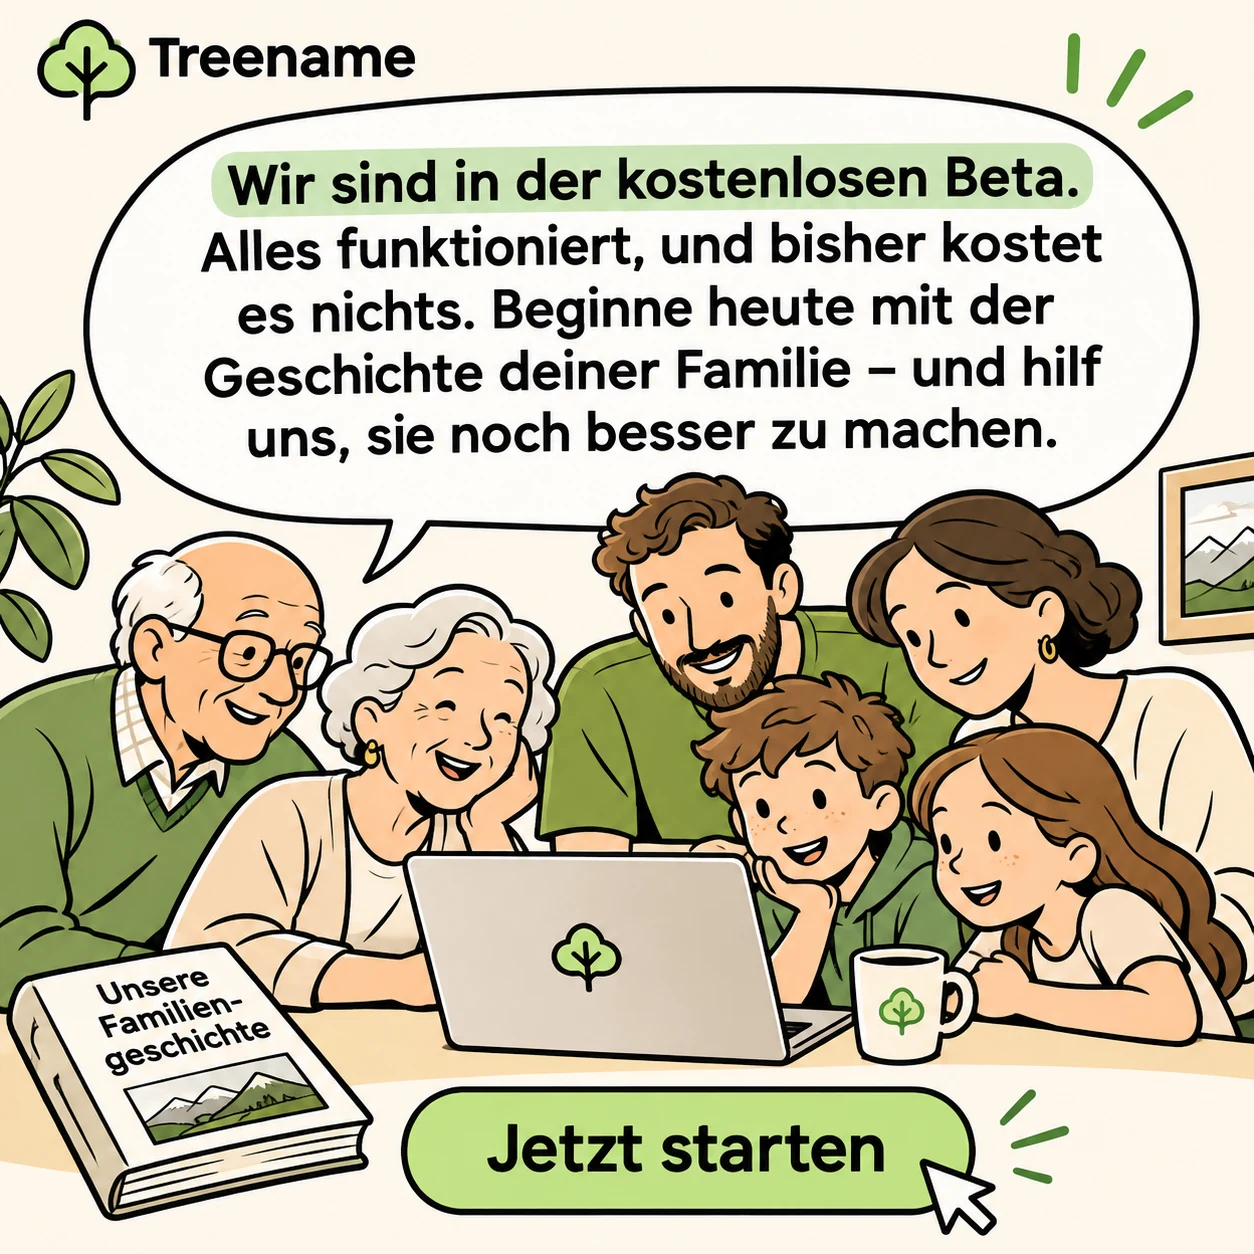 Treename
Wir sind in der kostenlosen Beta.
Alles funktioniert, und bisher kostet
es nichts. Beginne heute mit der
Geschichte deiner Familie – und hilf
uns, sie noch besser zu machen.
Unsere
Familien-
geschichte
Jetzt starten